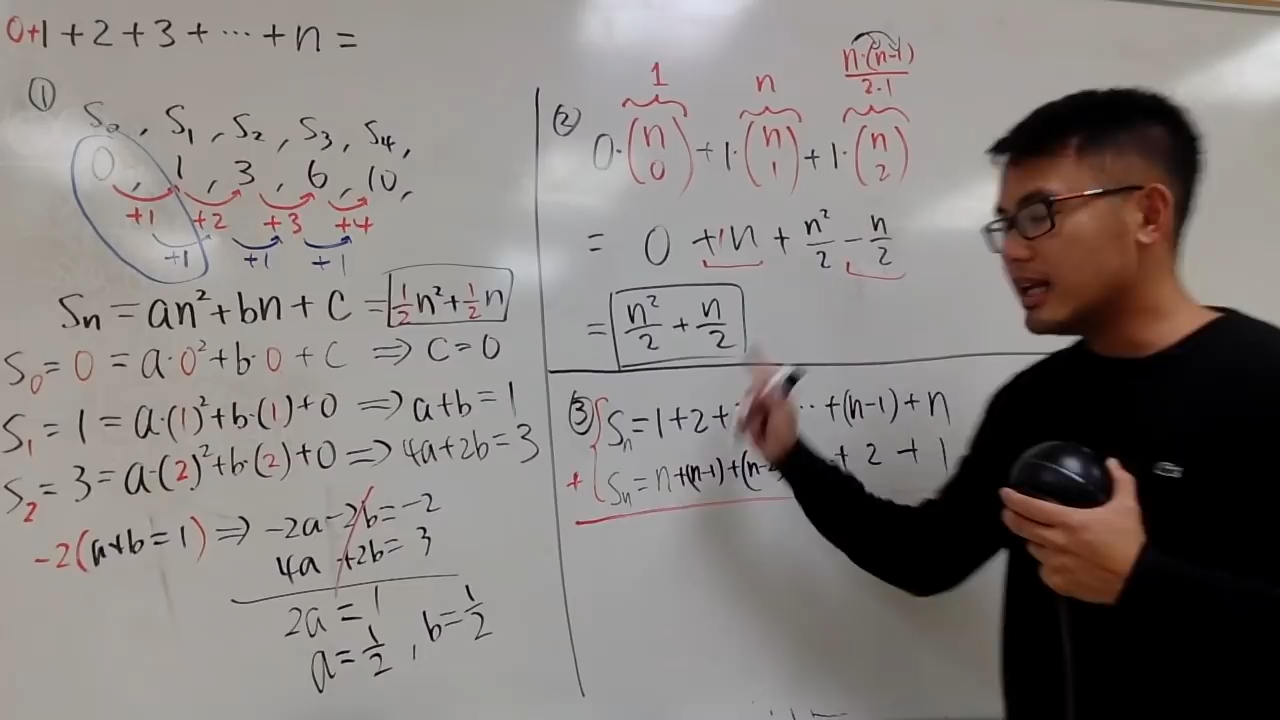 0+1+2+3+⋯+n=
①
S₀, S₁, S₂, S₃, S₄,
0, 1, 3, 6, 10,
+1 +2 +3 +4
+1 +1 +1
Sₙ = an²+bn+c = ½n²+½n
S₀ = 0 = a·0²+b·0+c ⇒ c=0
S₁ = 1 = a·(1)²+b·(1)+0 ⇒ a+b=1
S₂ = 3 = a·(2)²+b·(2)+0 ⇒ 4a+2b=3
-2(a+b=1) ⇒ -2a-2b=-2
4a+2b=3
2a=1
a=½, b=½
②
1 n n·(n-1)/2·1
0·(n 0)+1·(n 1)+1·(n 2)
= 0 +1n + n²/2 - n/2
= n²/2 + n/2
③ Sₙ=1+2+ ⋯+(n-1)+n
+ Sₙ=n+(n-1)+(n-2 + 2 + 1